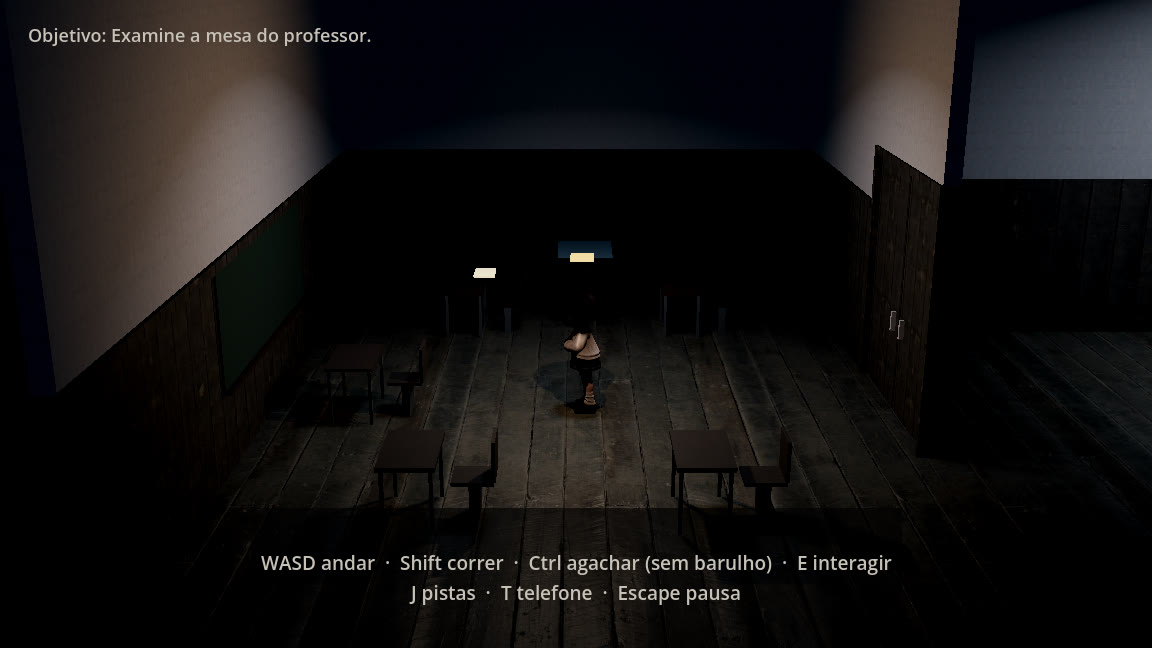 Objetivo: Examine a mesa do professor.
WASD andar · Shift correr · Ctrl agachar (sem barulho) · E interagir
J pistas · T telefone · Escape pausa